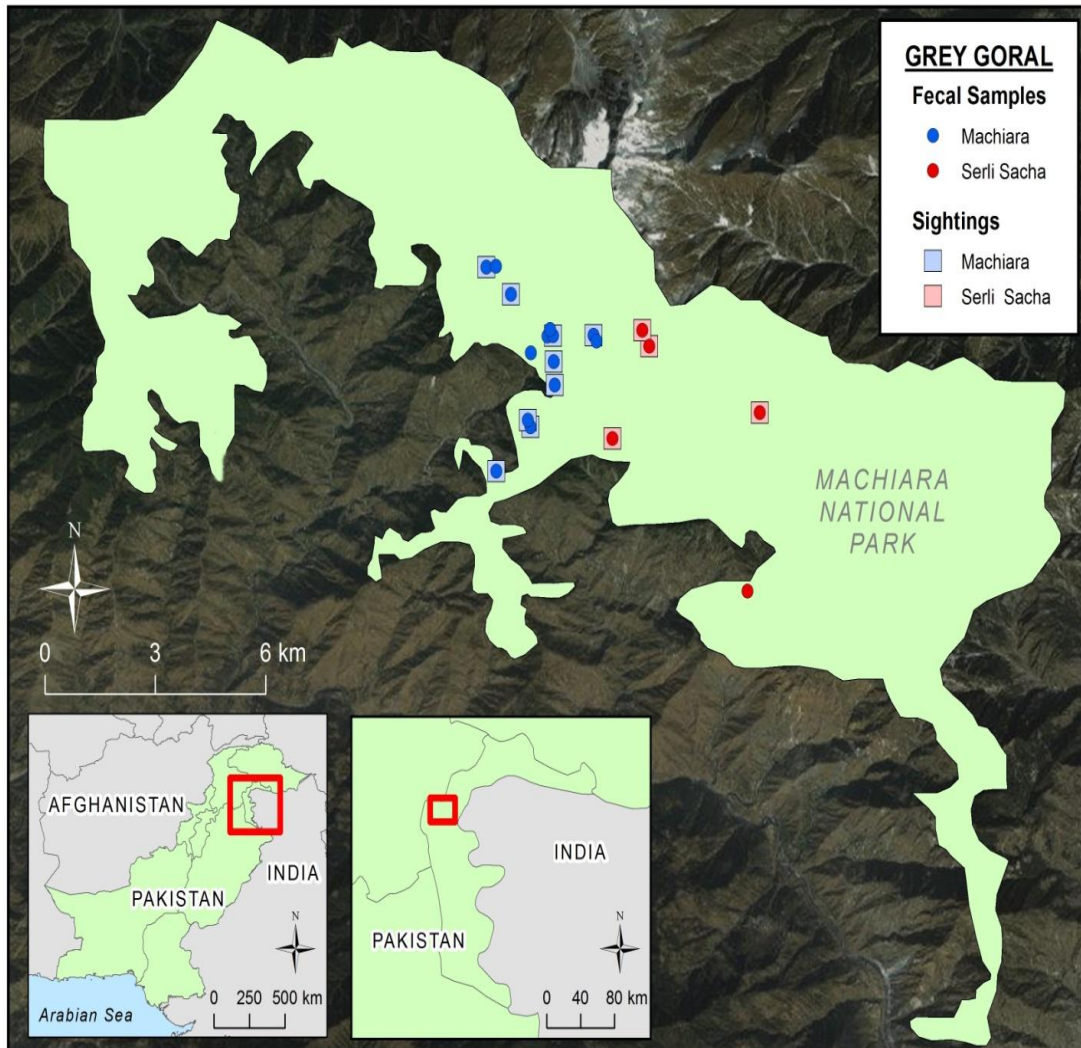 GREY GORAL
Fecal Samples
Machiara
Serli Sacha
Sightings
Machiara
Serli Sacha
MACHIARA
NATIONAL
PARK
N
0 3 6 km
AFGHANISTAN
PAKISTAN
INDIA
N
Arabian Sea
0 250 500 km
INDIA
PAKISTAN
N
0 40 80 km